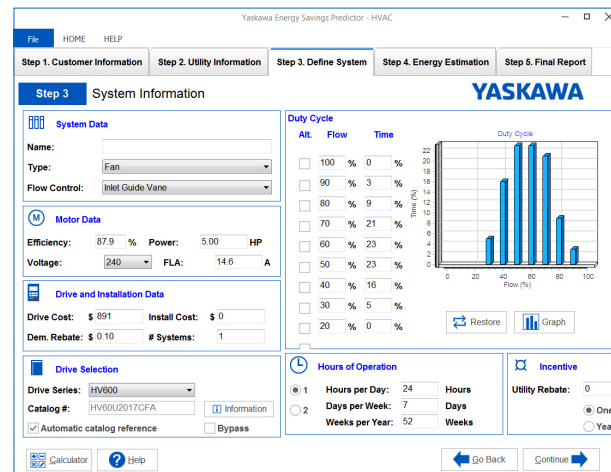 Yaskawa Energy Savings Predictor - HVAC
File HOME HELP
Step 1. Customer Information Step 2. Utility Information Step 3. Define System Step 4. Energy Estimation Step 5. Final Report
Step 3 System Information YASKAWA
System Data
Name:
Type: Fan
Flow Control: Inlet Guide Vane
M Motor Data
Efficiency: 87.9 % Power: 5.00 HP
Voltage: 240 FLA: 14.6 A
Drive and Installation Data
Drive Cost: $ 891 Install Cost: $ 0
Dem. Rebate: $ 0.10 # Systems: 1
Drive Selection
Drive Series: HV600
Catalog #: HV60U2017CFA Information
Automatic catalog reference Bypass
Duty Cycle
Alt. Flow Time
100 % 0 %
90 % 3 %
80 % 9 %
70 % 21 %
60 % 23 %
50 % 23 %
40 % 16 %
30 % 5 %
20 % 0 %
Duty Cycle
Time (%)
22
20
18
16
14
12
10
8
6
4
2
0
0 20 40 60 80 100
Flow (%)
Restore Graph
Hours of Operation
1 Hours per Day: 24 Hours
2 Days per Week: 7 Days
Weeks per Year: 52 Weeks
Incentive
Utility Rebate: 0
One
Yea
Calculator Help Go Back Continue